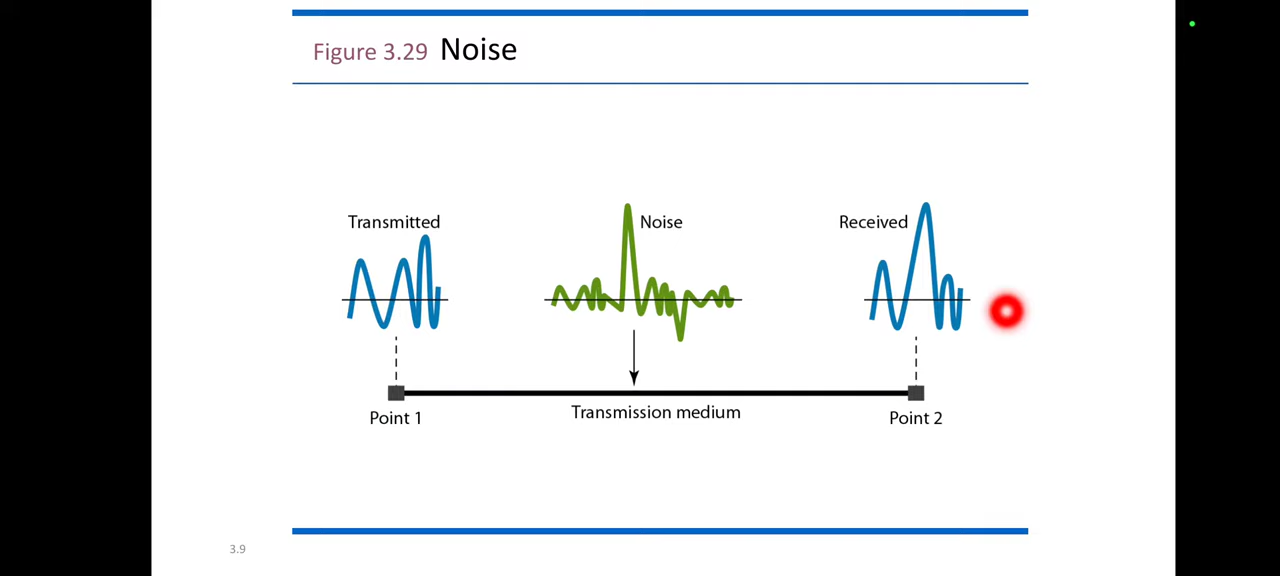 Figure 3.29 Noise
Transmitted
Noise
Received
Point 1
Transmission medium
Point 2
3.9